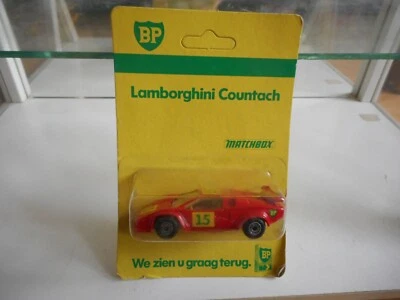 BP
Lamborghini Countach
MATCHBOX
15
We zien u graag terug.
BP